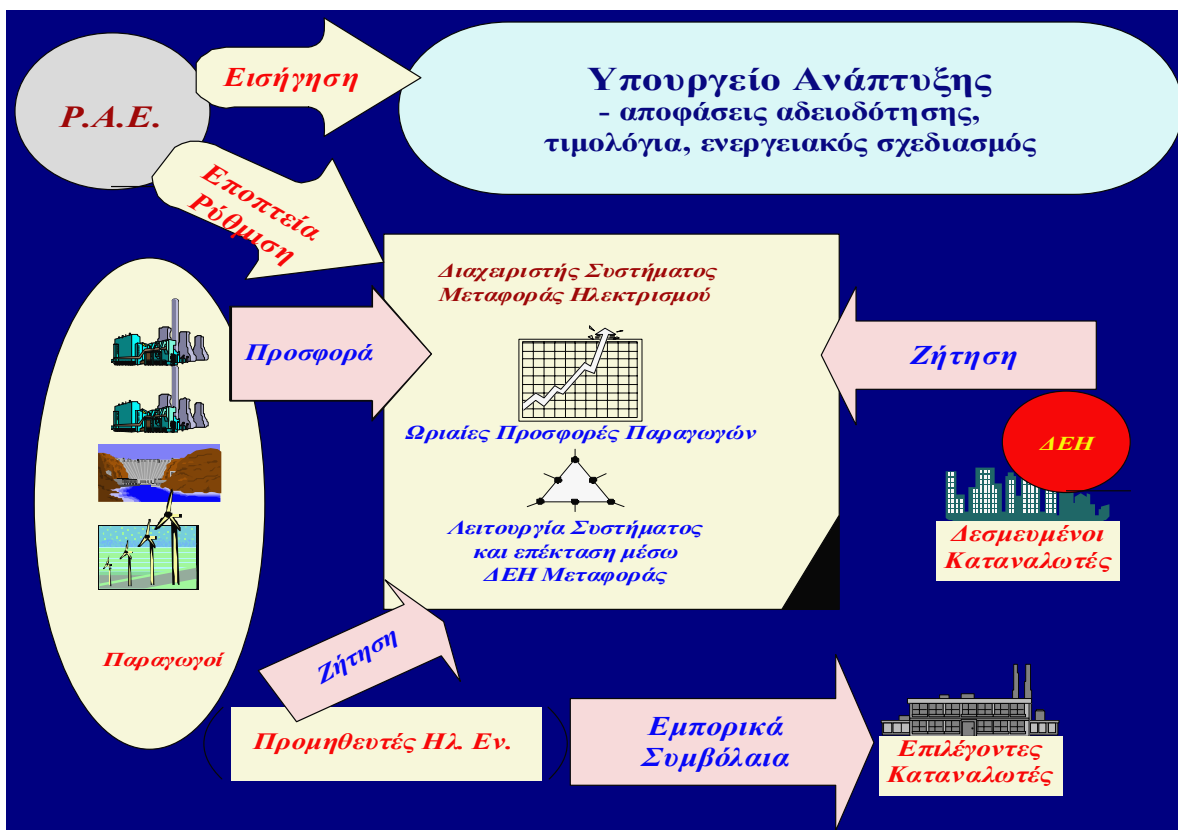 Ρ.Α.Ε.
Εισήγηση
Υπουργείο Ανάπτυξης
- αποφάσεις αδειοδότησης,
τιμολόγια, ενεργειακός σχεδιασμός
Εποπτεία
Ρύθμιση
Διαχειριστής Συστήματος
Μεταφοράς Ηλεκτρισμού
Προσφορά
Ζήτηση
Ωριαίες Προσφορές Παραγωγών
ΔΕΗ
Λειτουργία Συστήματος
και επέκταση μέσω
ΔΕΗ Μεταφοράς
Δεσμευμένοι
Καταναλωτές
Παραγωγοί
Ζήτηση
Προμηθευτές Ηλ. Εν.
Εμπορικά
Συμβόλαια
Επιλέγοντες
Καταναλωτές